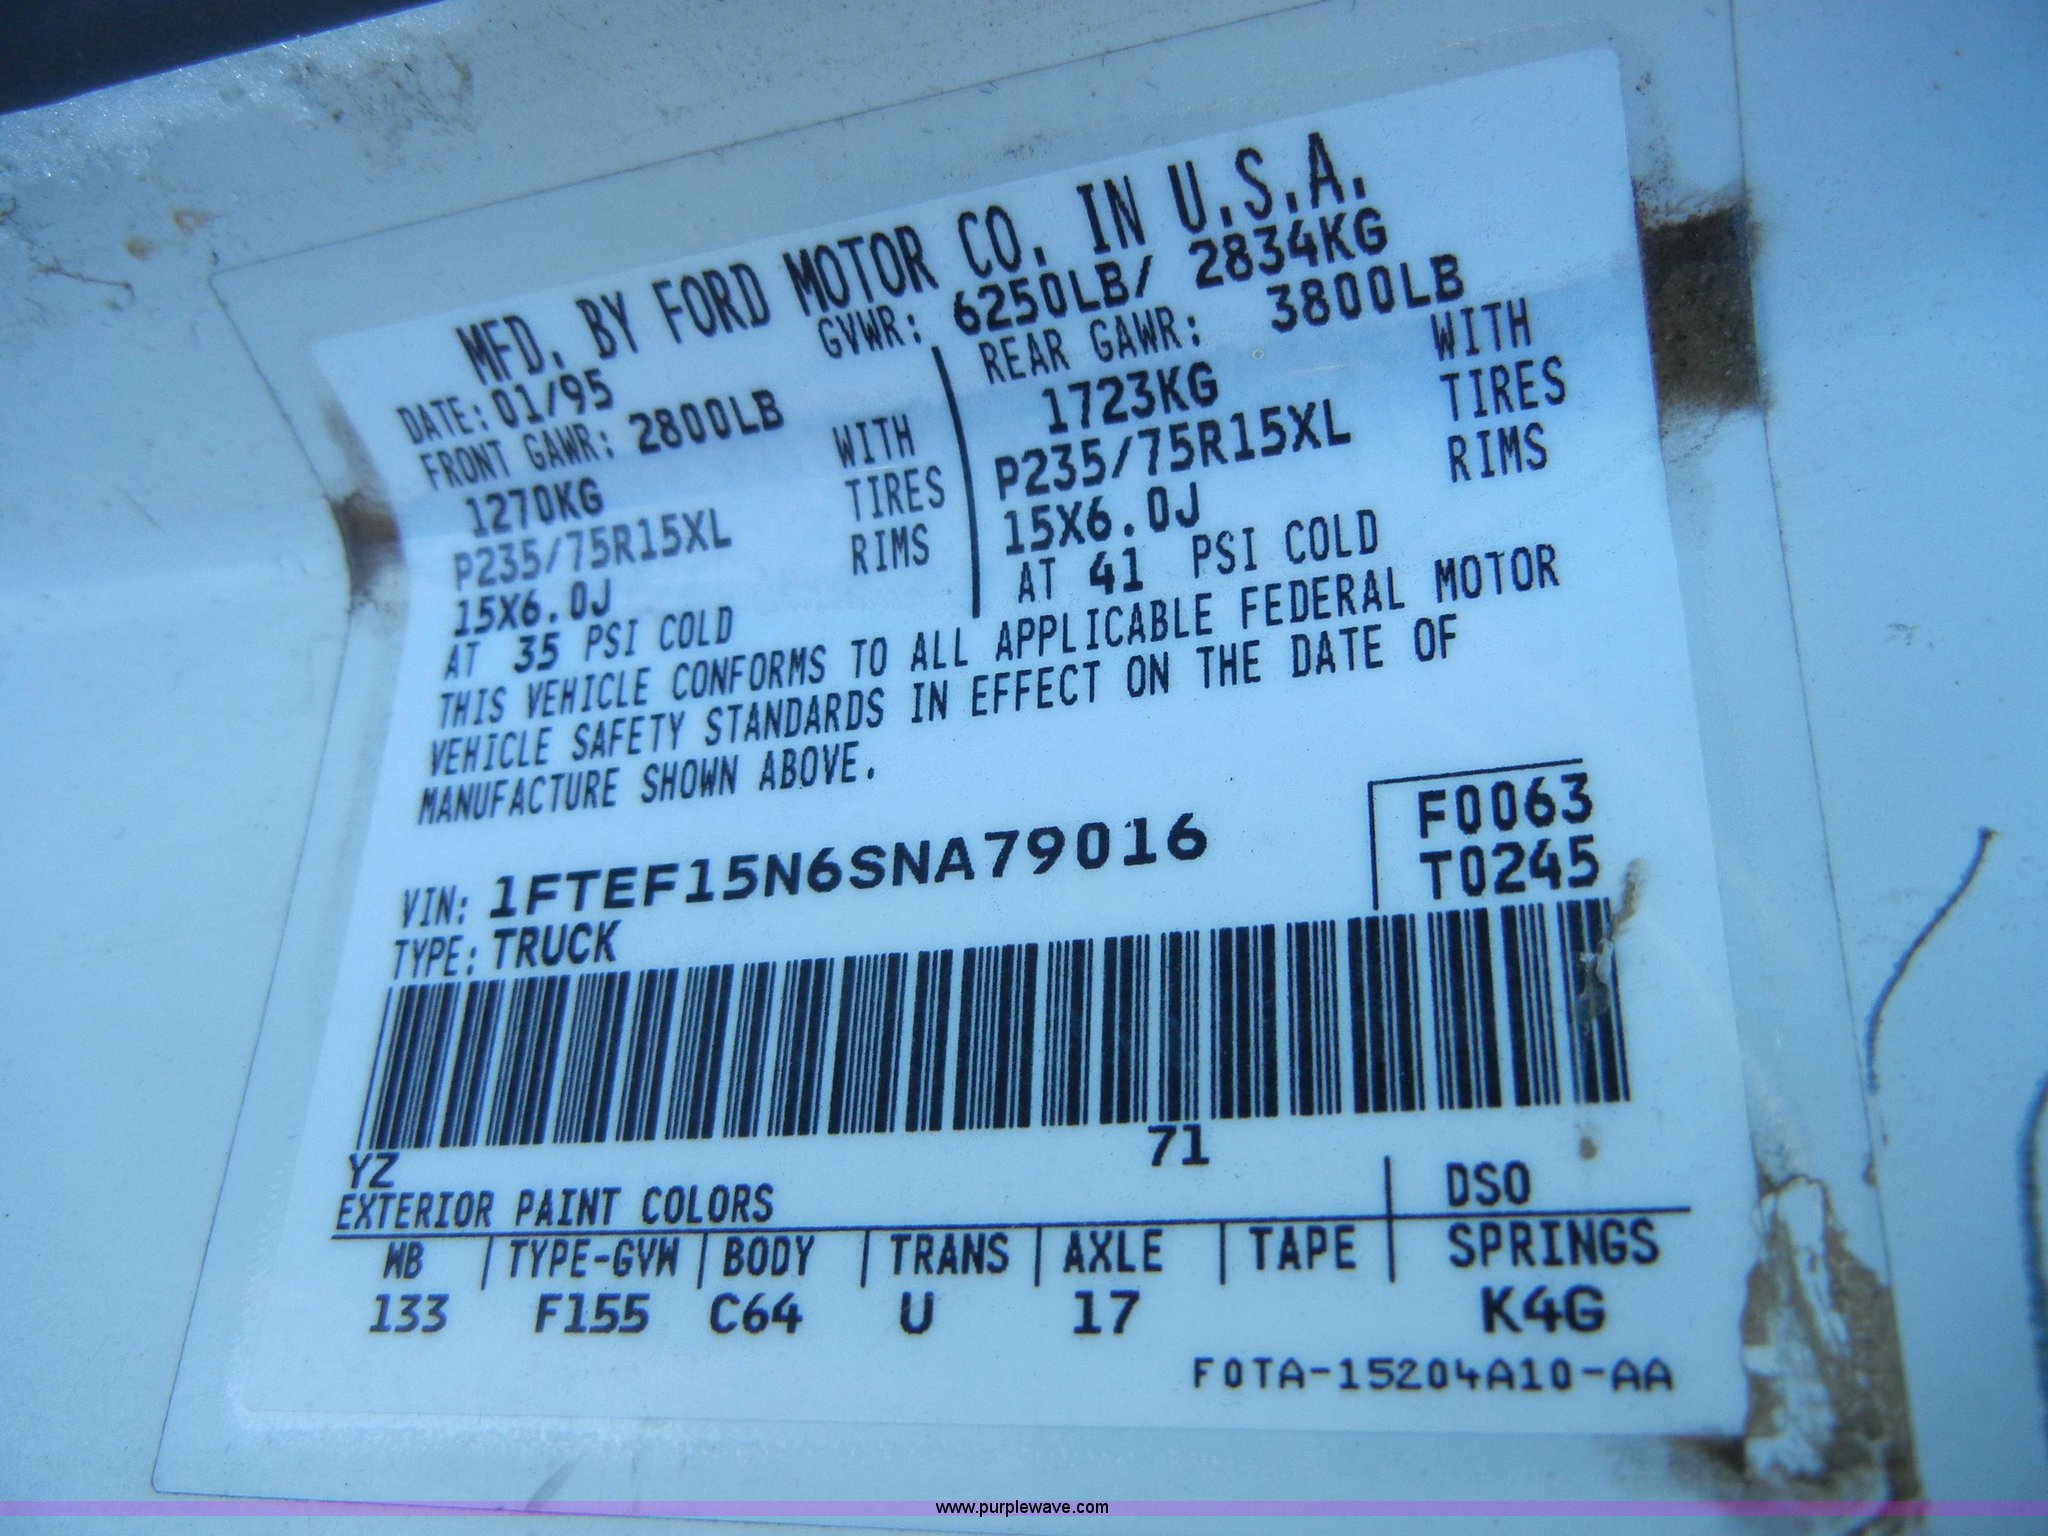 MFD. BY FORD MOTOR CO. IN U.S.A.
DATE: 01/95 GVWR: 6250LB/ 2834KG
FRONT GAWR: 2800LB
1270KG WITH
P235/75R15XL TIRES
15X6.0J RIMS
AT 35 PSI COLD
REAR GAWR: 3800LB
1723KG WITH
P235/75R15XL TIRES
15X6.0J RIMS
AT 41 PSI COLD
THIS VEHICLE CONFORMS TO ALL APPLICABLE FEDERAL MOTOR
VEHICLE SAFETY STANDARDS IN EFFECT ON THE DATE OF
MANUFACTURE SHOWN ABOVE.
F0063
T0245
VIN: 1FTEF15N6SNA79016
TYPE: TRUCK
YZ 71
EXTERIOR PAINT COLORS DSO
WB TYPE-GVW BODY TRANS AXLE TAPE SPRINGS
133 F155 C64 U 17 K4G
F0TA-15204A10-AA
www.purplewave.com